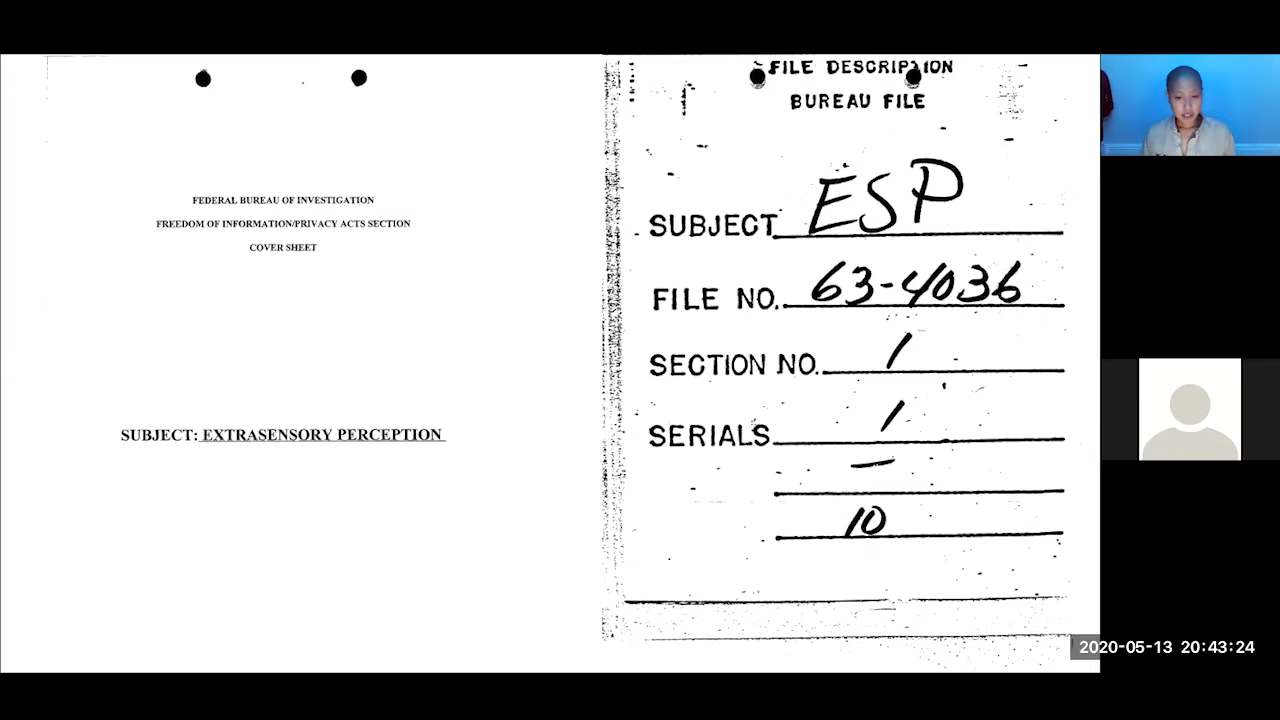 FEDERAL BUREAU OF INVESTIGATION
FREEDOM OF INFORMATION/PRIVACY ACTS SECTION
COVER SHEET
SUBJECT: EXTRASENSORY PERCEPTION
FILE DESCRIPTION
BUREAU FILE
SUBJECT ESP
FILE NO. 63-4036
SECTION NO. 1
SERIALS 1
-
10
2020-05-13 20:43:24